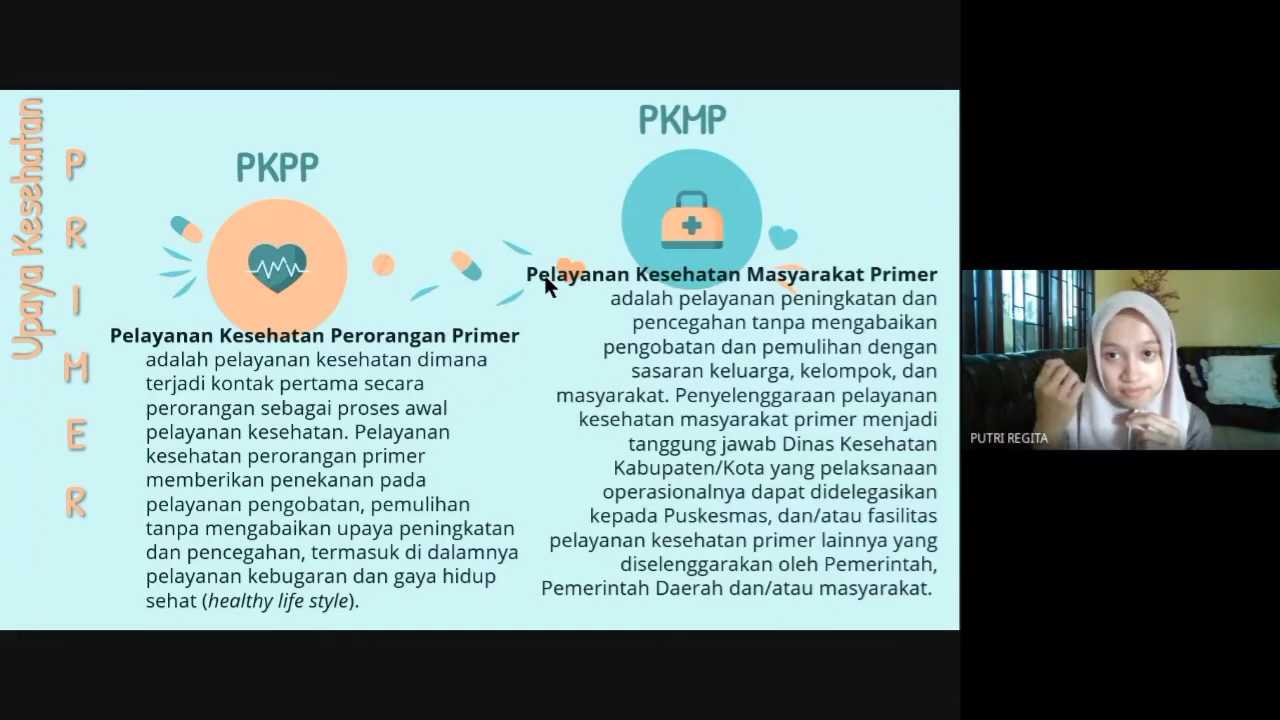 Upaya Kesehatan
PRIMER
PKPP
Pelayanan Kesehatan Perorangan Primer
adalah pelayanan kesehatan dimana
terjadi kontak pertama secara
perorangan sebagai proses awal
pelayanan kesehatan. Pelayanan
kesehatan perorangan primer
memberikan penekanan pada
pelayanan pengobatan, pemulihan
tanpa mengabaikan upaya peningkatan
dan pencegahan, termasuk di dalamnya
pelayanan kebugaran dan gaya hidup
sehat (healthy life style).
PKMP
Pelayanan Kesehatan Masyarakat Primer
adalah pelayanan peningkatan dan
pencegahan tanpa mengabaikan
pengobatan dan pemulihan dengan
sasaran keluarga, kelompok, dan
masyarakat. Penyelenggaraan pelayanan
kesehatan masyarakat primer menjadi
tanggung jawab Dinas Kesehatan
Kabupaten/Kota yang pelaksanaan
operasionalnya dapat didelegasikan
kepada Puskesmas, dan/atau fasilitas
pelayanan kesehatan primer lainnya yang
diselenggarakan oleh Pemerintah,
Pemerintah Daerah dan/atau masyarakat.
PUTRI REGITA